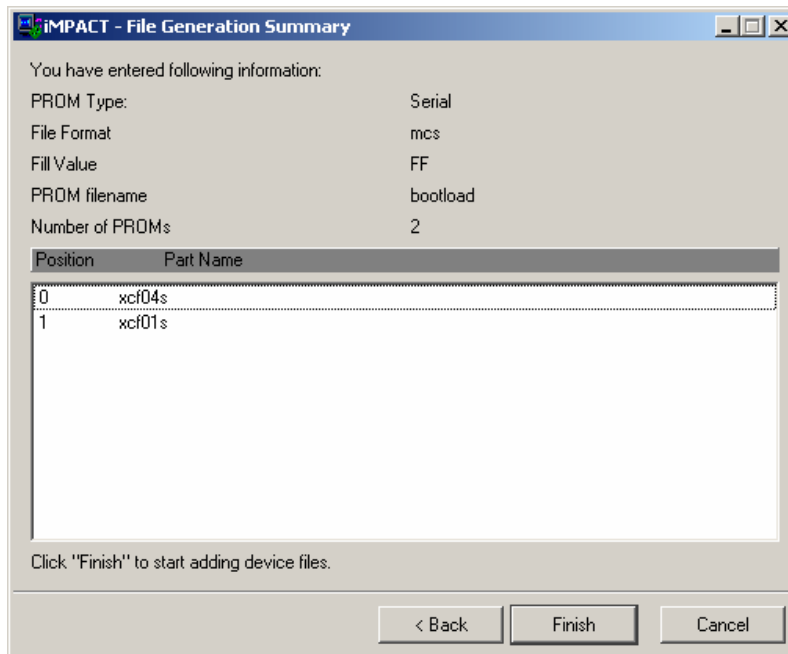 iMPACT - File Generation Summary
You have entered following information:
PROM Type: Serial
File Format mcs
Fill Value FF
PROM filename bootload
Number of PROMs 2
Position Part Name
0 xcf04s
1 xcf01s
Click "Finish" to start adding device files.
< Back Finish Cancel